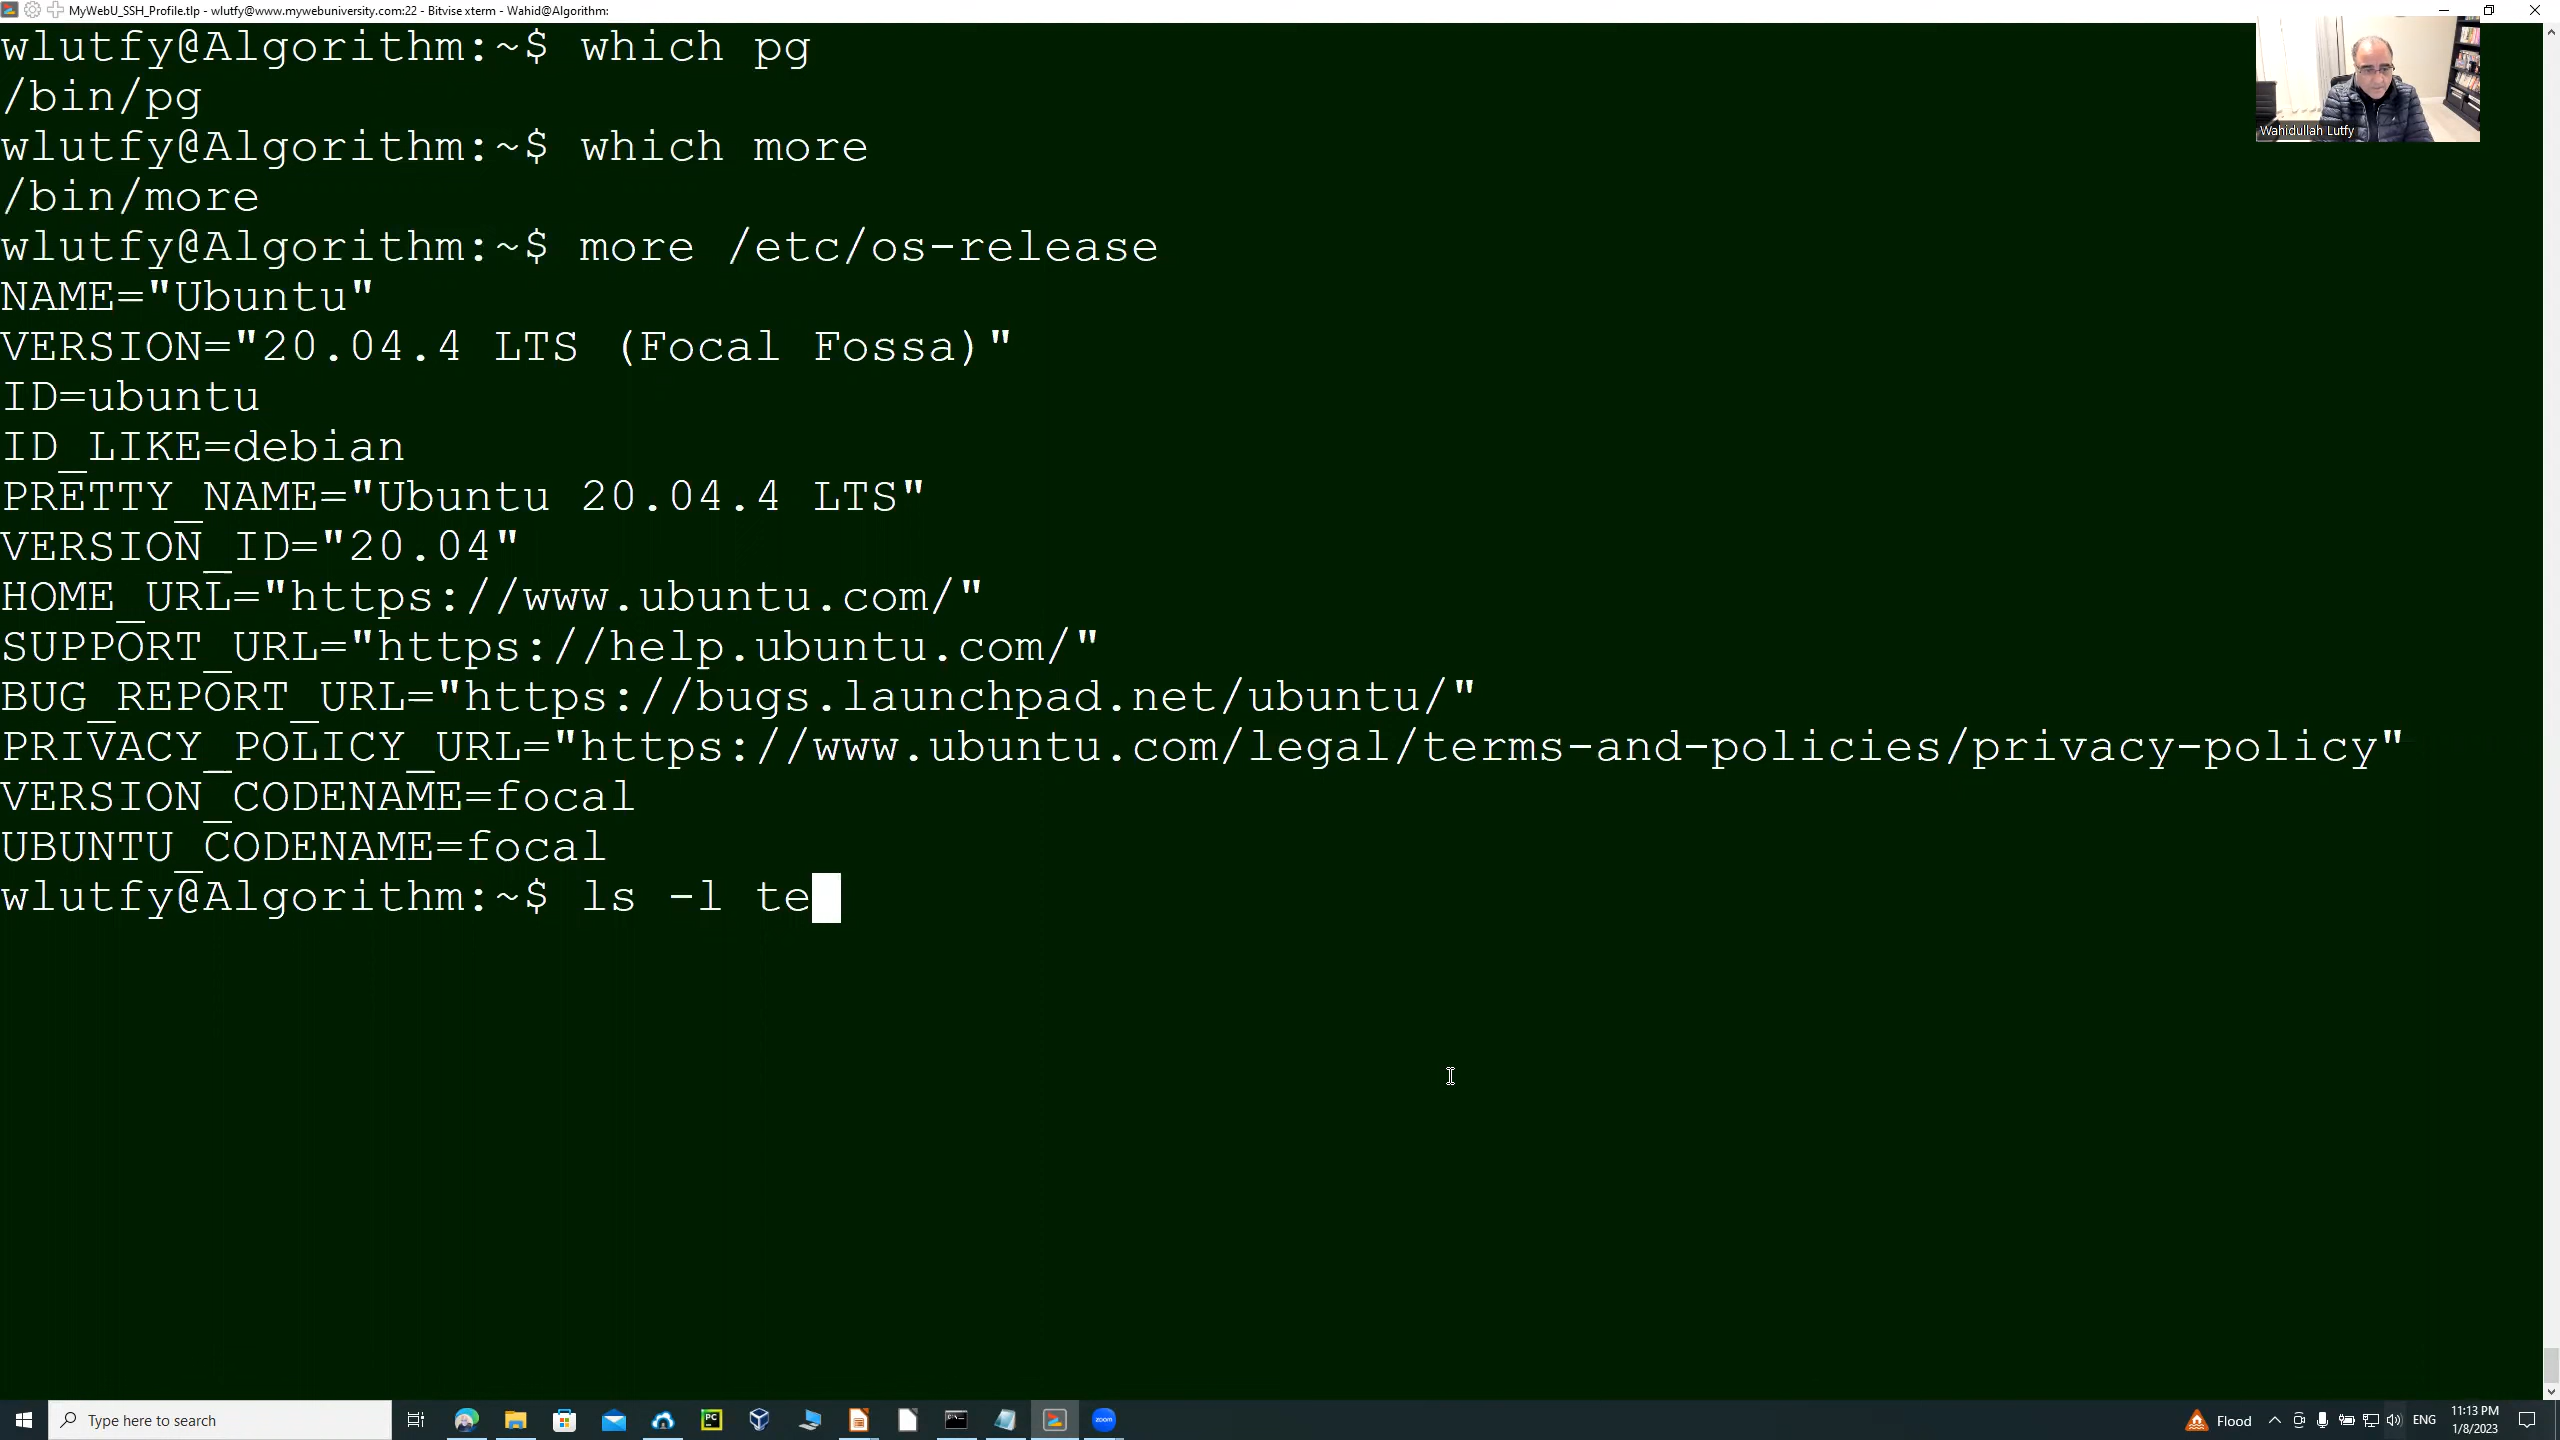 MyWebU_SSH_Profile.tlp - wlutfy@www.mywebuniversity.com:22 - Bitvise xterm - Wahid@Algorithm:
wlutfy@Algorithm:~$ which pg
/bin/pg
wlutfy@Algorithm:~$ which more
/bin/more
wlutfy@Algorithm:~$ more /etc/os-release
NAME="Ubuntu"
VERSION="20.04.4 LTS (Focal Fossa)"
ID=ubuntu
ID_LIKE=debian
PRETTY_NAME="Ubuntu 20.04.4 LTS"
VERSION_ID="20.04"
HOME_URL="https://www.ubuntu.com/"
SUPPORT_URL="https://help.ubuntu.com/"
BUG_REPORT_URL="https://bugs.launchpad.net/ubuntu/"
PRIVACY_POLICY_URL="https://www.ubuntu.com/legal/terms-and-policies/privacy-policy"
VERSION_CODENAME=focal
UBUNTU_CODENAME=focal
wlutfy@Algorithm:~$ ls -l te
Wahidullah Lutfy
Type here to search
PC
zoom
Flood
ENG
11:13 PM
1/8/2023